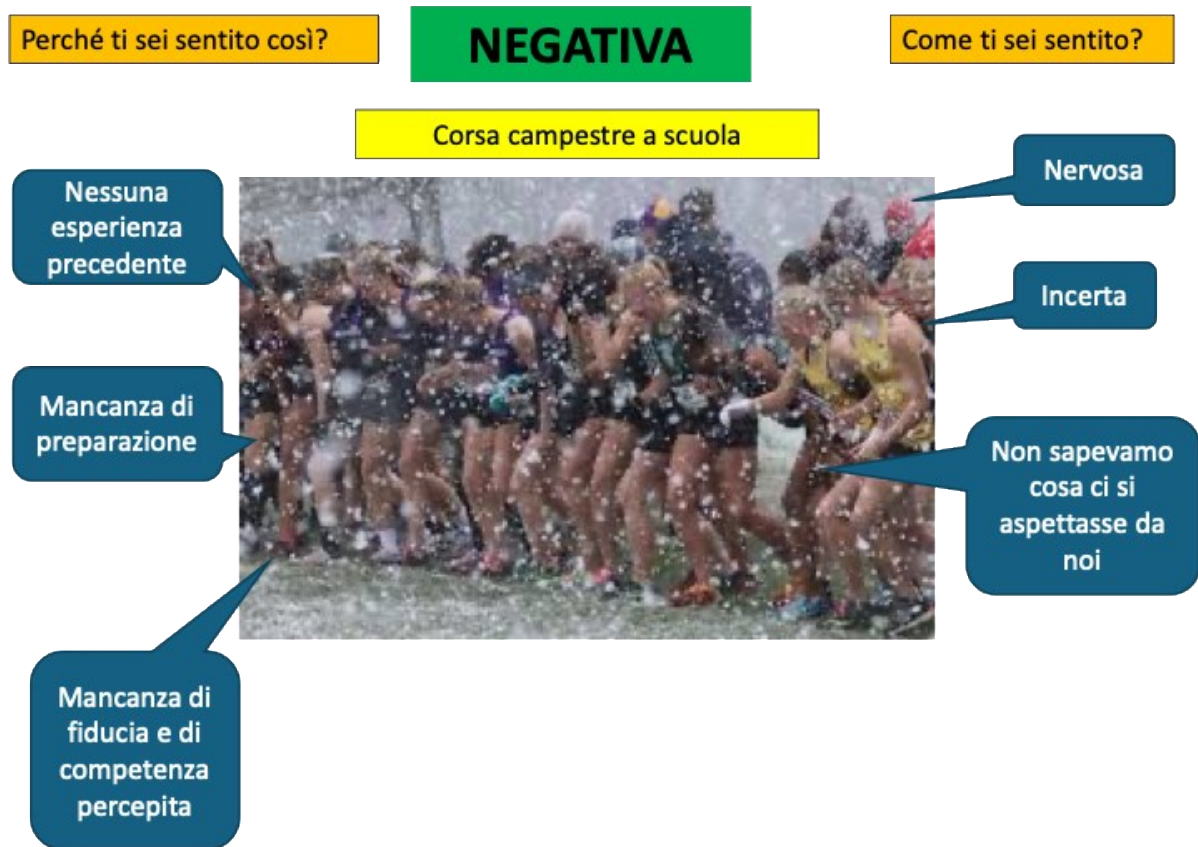 Perché ti sei sentito così?
NEGATIVA
Come ti sei sentito?
Corsa campestre a scuola
Nessuna
esperienza
precedente
Mancanza di
preparazione
Mancanza di
fiducia e di
competenza
percepita
Nervosa
Incerta
Non sapevamo
cosa ci si
aspettasse da
noi